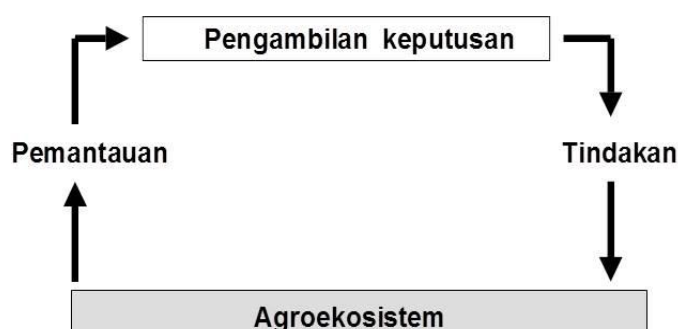 Pengambilan keputusan
Pemantauan
Tindakan
Agroekosistem